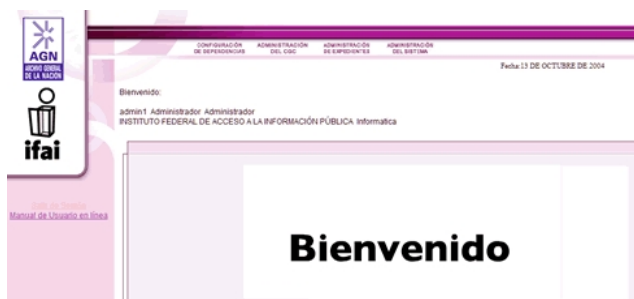 AGN
ARCHIVO GENERAL
DE LA NACIÓN
ifai
CONFIGURACIÓN
DE DEPENDENCIAS
ADMINISTRACIÓN
DEL CGC
ADMINISTRACIÓN
DE EXPEDIENTES
ADMINISTRACIÓN
DEL SISTEMA
Fecha:13 DE OCTUBRE DE 2004
Bienvenido:
admin1 Administrador Administrador
INSTITUTO FEDERAL DE ACCESO A LA INFORMACIÓN PÚBLICA Informatica
Manual de Usuario en línea
Bienvenido